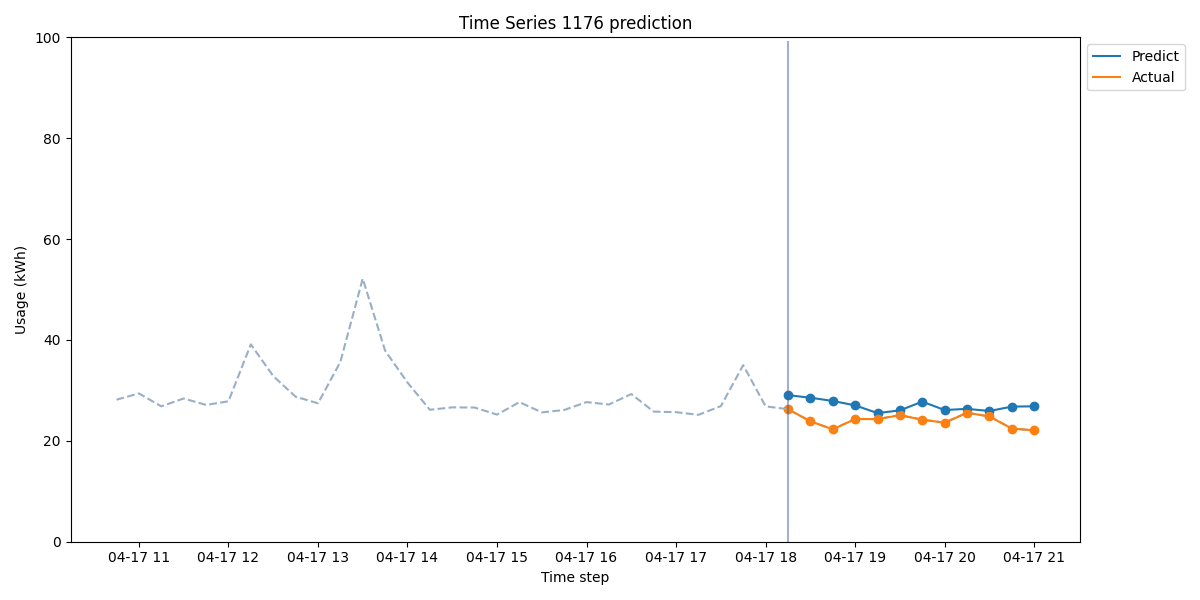 Time Series 1176 prediction
100
80
60
40
20
0
Usage (kWh)
04-17 11 04-17 12 04-17 13 04-17 14 04-17 15 04-17 16 04-17 17 04-17 18 04-17 19 04-17 20 04-17 21
Time step
Predict
Actual